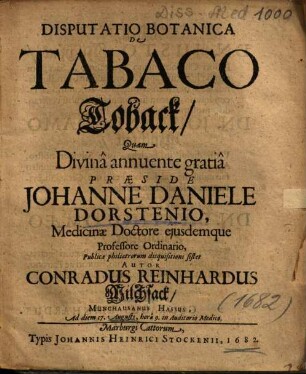 Diss. Med 1000
DISPUTATIO BOTANICA
De
TABACO
Toback/
Quam
Divinâ annuente gratiâ
PRÆSIDE
JOHANNE DANIELE
DORSTENIO,
Medicinæ Doctore ejusdemque
Professore Ordinario,
Publicæ philiatrorum disquisitioni sistet
AUTOR
CONRADUS REINHARDUS
Milchsack/
MUNCHAUSANUS HASSUS,
Ad diem 17. Augusti, horâ 9. in Auditorio Medico.
(1682)
Marburgi Cattorum,
Typis JOHANNIS HEINRICI STOCKENII, 1682.